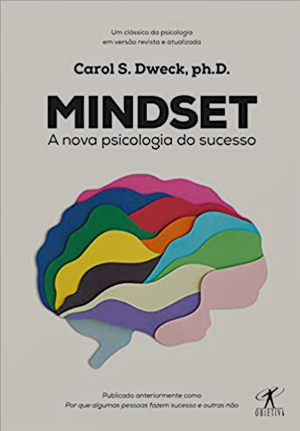 Um clássico da psicologia
em versão revista e atualizada
Carol S. Dweck, ph.D.
MINDSET
A nova psicologia do sucesso
Publicado anteriormente como
Por que algumas pessoas fazem sucesso e outras não
OBJETIVA